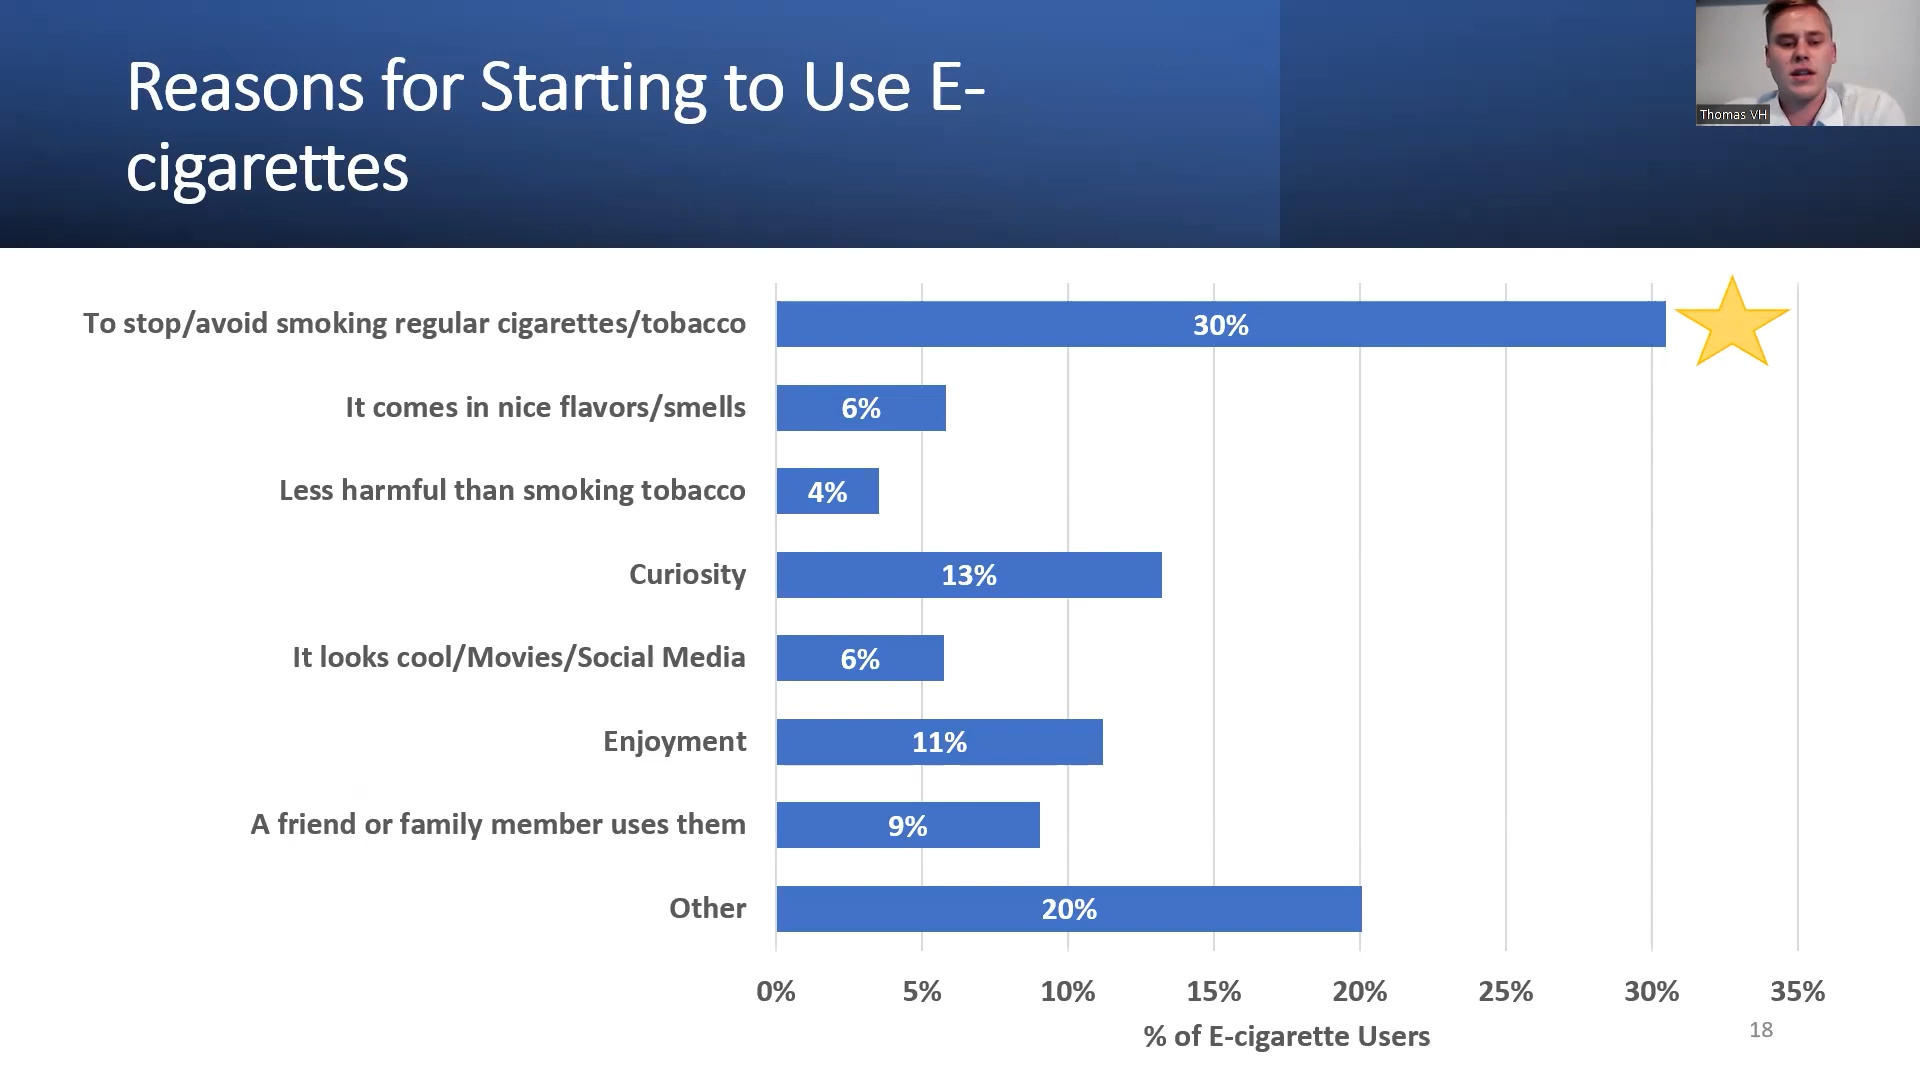 Reasons for Starting to Use E-
cigarettes
Thomas VH
To stop/avoid smoking regular cigarettes/tobacco
30%
It comes in nice flavors/smells
6%
Less harmful than smoking tobacco
4%
Curiosity
13%
It looks cool/Movies/Social Media
6%
Enjoyment
11%
A friend or family member uses them
9%
Other
20%
0% 5% 10% 15% 20% 25% 30% 35%
% of E-cigarette Users
18